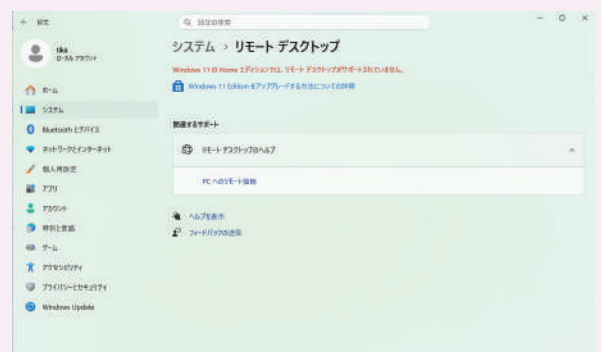 設定
設定の検索
tika
ローカル アカウント
システム > リモート デスクトップ
Windows 11 の Home エディションでは、リモート デスクトップがサポートされていません。
Windows 11 Edition をアップグレードする方法についての詳細
ホーム
システム
Bluetooth とデバイス
ネットワークとインターネット
個人用設定
アプリ
アカウント
時刻と言語
ゲーム
アクセシビリティ
プライバシーとセキュリティ
Windows Update
関連するサポート
リモート デスクトップのヘルプ
PC へのリモート接続
ヘルプを表示
フィードバックの送信